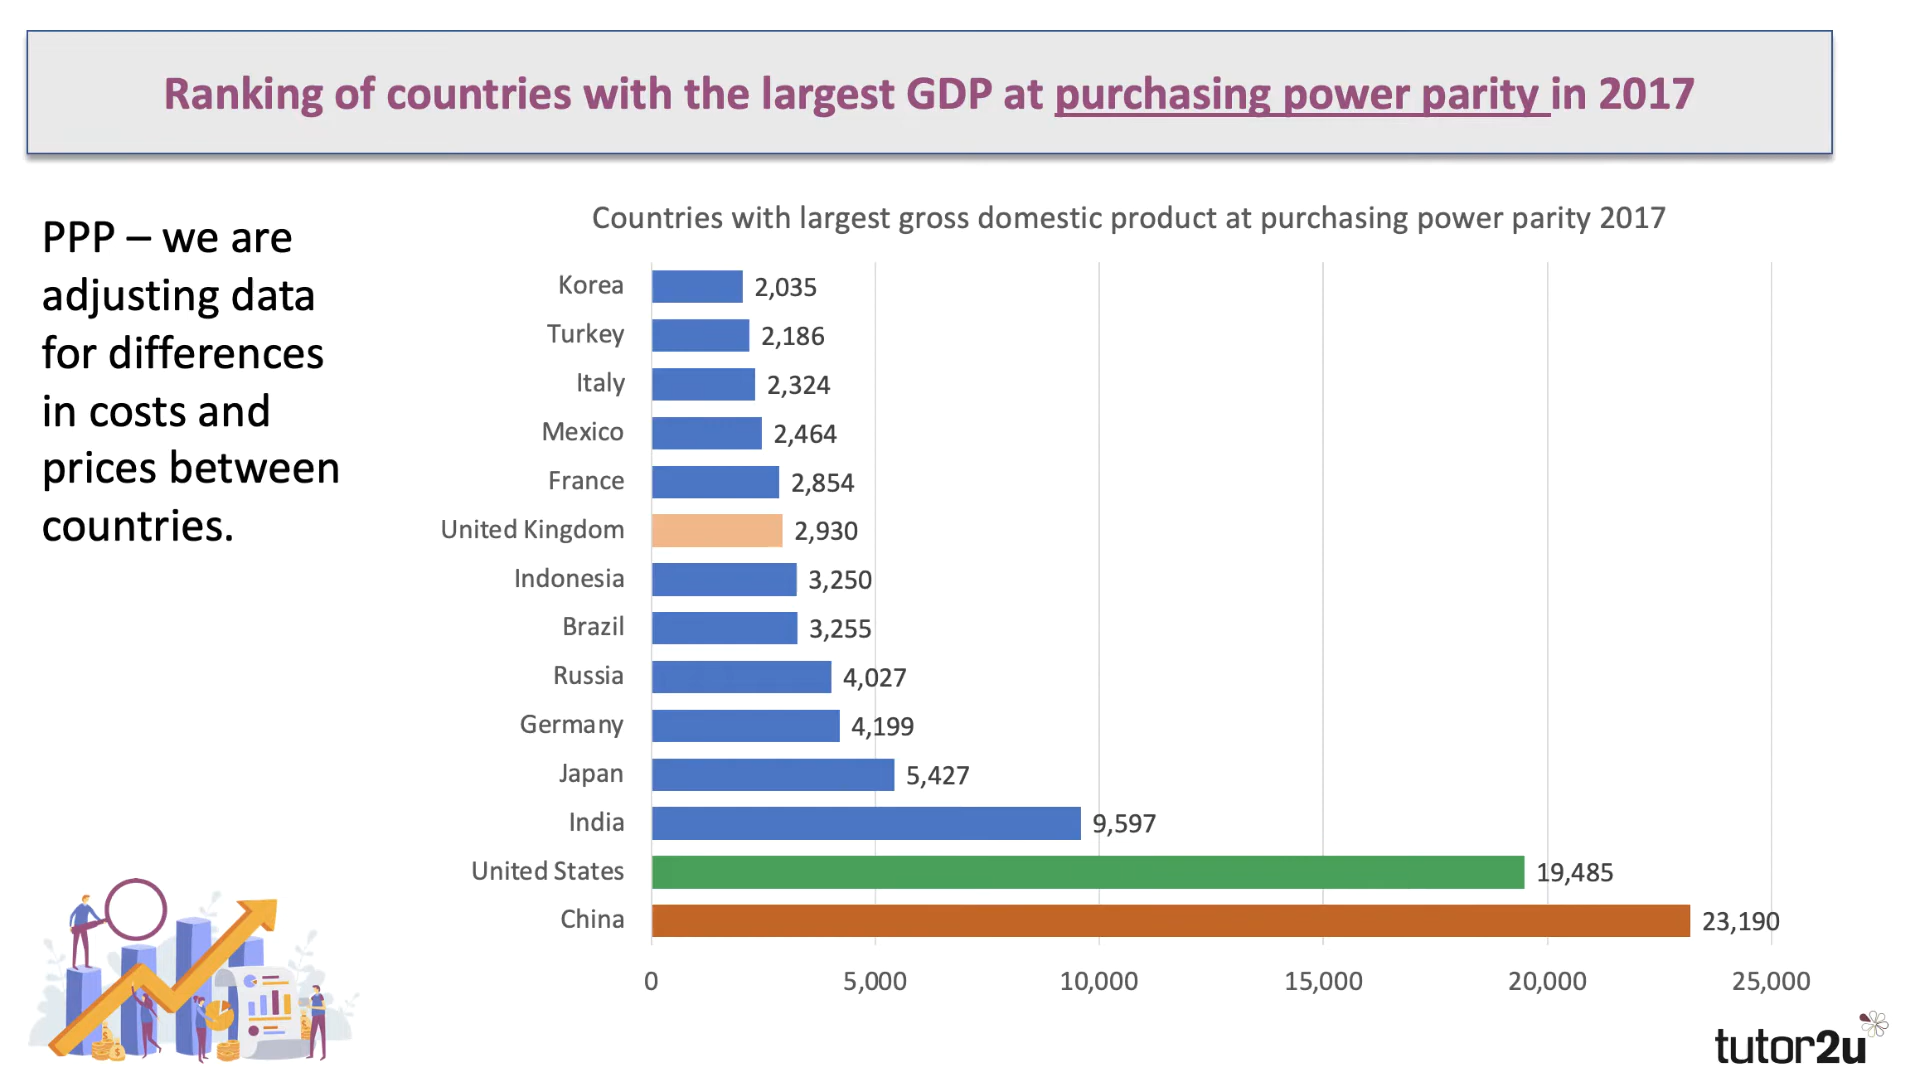 Ranking of countries with the largest GDP at purchasing power parity in 2017
PPP – we are
adjusting data
for differences
in costs and
prices between
countries.
Countries with largest gross domestic product at purchasing power parity 2017
Korea 2,035
Turkey 2,186
Italy 2,324
Mexico 2,464
France 2,854
United Kingdom 2,930
Indonesia 3,250
Brazil 3,255
Russia 4,027
Germany 4,199
Japan 5,427
India 9,597
United States 19,485
China 23,190
0 5,000 10,000 15,000 20,000 25,000
tutor2u